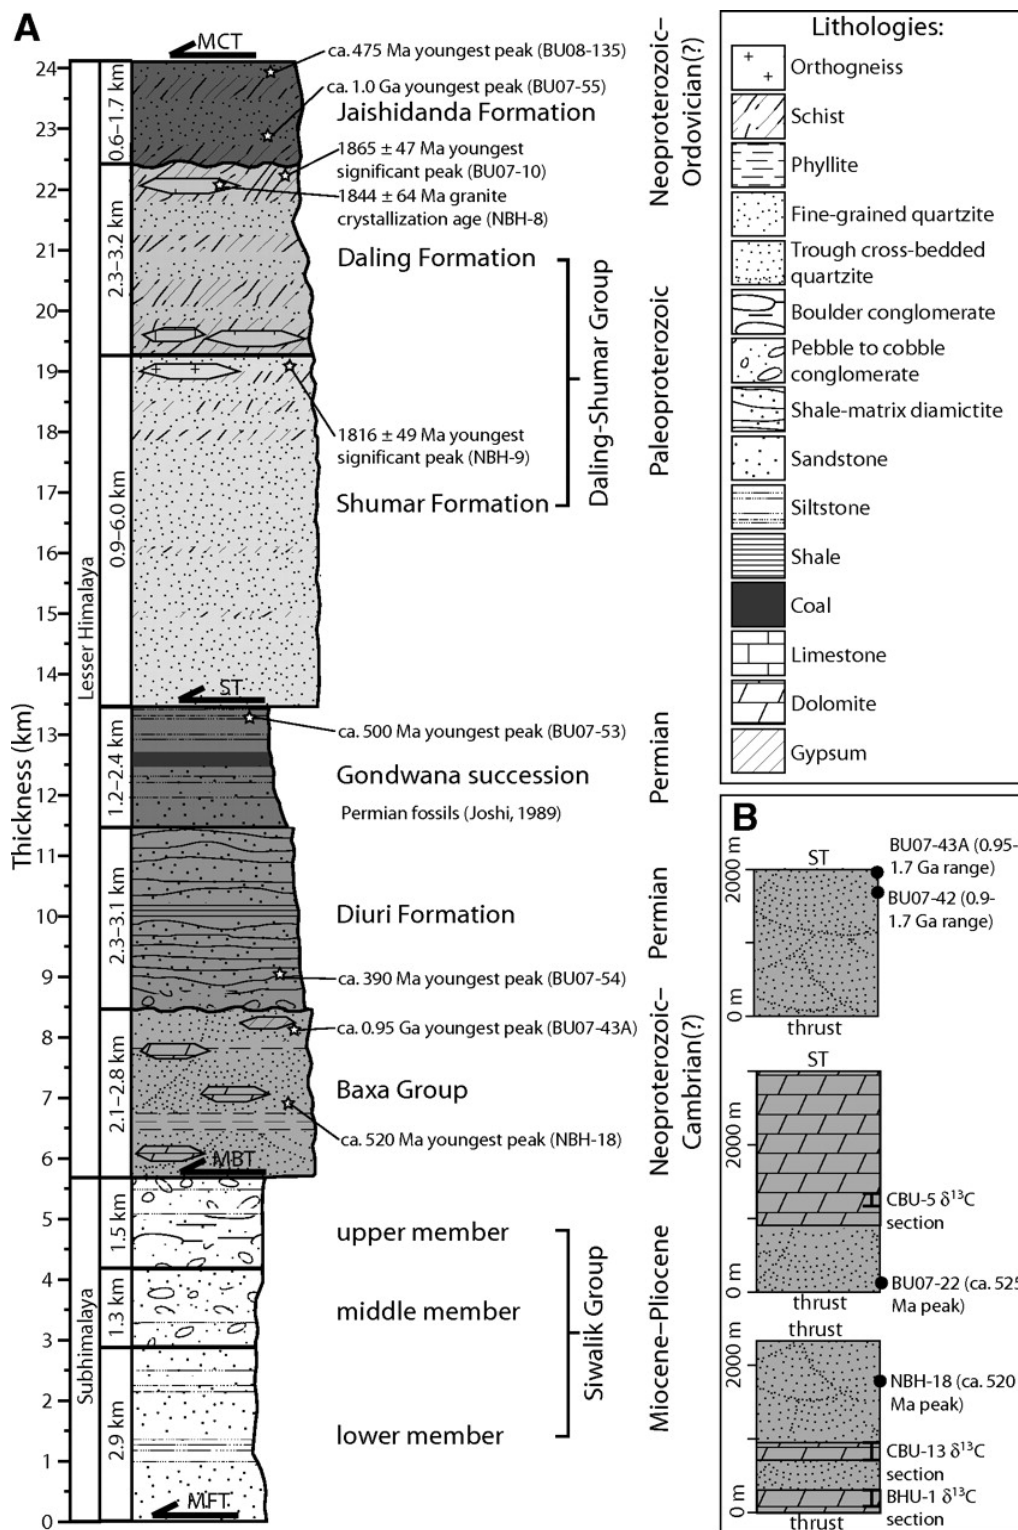 A
MCT
ca. 475 Ma youngest peak (BU08-135)
ca. 1.0 Ga youngest peak (BU07-55)
Jaishidanda Formation
1865 ± 47 Ma youngest
significant peak (BU07-10)
1844 ± 64 Ma granite
crystallization age (NBH-8)
Daling Formation
1816 ± 49 Ma youngest
significant peak (NBH-9)
Shumar Formation
Daling-Shumar Group
ST
ca. 500 Ma youngest peak (BU07-53)
Gondwana succession
Permian fossils (Joshi, 1989)
Diuri Formation
ca. 390 Ma youngest peak (BU07-54)
ca. 0.95 Ga youngest peak (BU07-43A)
Baxa Group
ca. 520 Ma youngest peak (NBH-18)
MBT
upper member
middle member
lower member
Siwalik Group
MFT
Thickness (km)
24
23
22
21
20
19
18
17
16
15
14
13
12
11
10
9
8
7
6
5
4
3
2
1
0
Lesser Himalaya
Subhimalaya
0.6–1.7 km
2.3–3.2 km
0.9–6.0 km
1.2–2.4 km
2.3–3.1 km
2.1–2.8 km
1.5 km
1.3 km
2.9 km
Neoproterozoic–
Ordovician(?)
Paleoproterozoic
Permian
Permian
Neoproterozoic–
Cambrian(?)
Miocene–Pliocene
Lithologies:
Orthogneiss
Schist
Phyllite
Fine-grained quartzite
Trough cross-bedded
quartzite
Boulder conglomerate
Pebble to cobble
conglomerate
Shale-matrix diamictite
Sandstone
Siltstone
Shale
Coal
Limestone
Dolomite
Gypsum
B
ST
BU07-43A (0.95-
1.7 Ga range)
BU07-42 (0.9-
1.7 Ga range)
2000 m
0 m
thrust
ST
2000 m
CBU-5 δ¹³C
section
BU07-22 (ca. 525
Ma peak)
0 m
thrust
thrust
2000 m
NBH-18 (ca. 520
Ma peak)
CBU-13 δ¹³C
section
BHU-1 δ¹³C
section
0 m
thrust